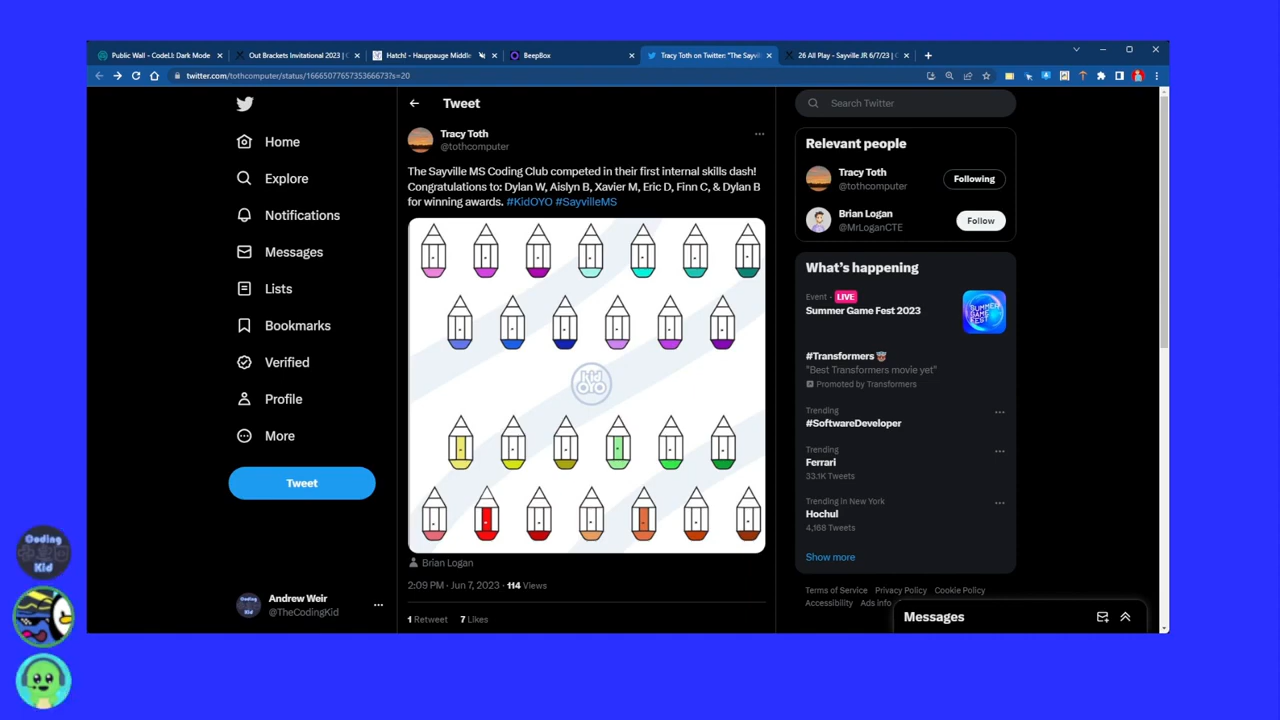 Public Wall - CodeLI: Dark Mode
Out Brackets Invitational 2023 | C
Hatch! - Hauppauge Middle
BeepBox
Tracy Toth on Twitter: "The Sayvil
26 All Play - Sayville JR 6/7/23 | C
twitter.com/tothcomputer/status/1666507765735366673?s=20
Home
Explore
Notifications
Messages
Lists
Bookmarks
Verified
Profile
More
Tweet
Andrew Weir
@TheCodingKid
Tweet
Tracy Toth
@tothcomputer
The Sayville MS Coding Club competed in their first internal skills dash!
Congratulations to: Dylan W, Aislyn B, Xavier M, Eric D, Finn C, & Dylan B
for winning awards. #KidOYO #SayvilleMS
kid
OYO
Brian Logan
2:09 PM · Jun 7, 2023 · 114 Views
1 Retweet 7 Likes
Search Twitter
Relevant people
Tracy Toth
@tothcomputer
Following
Brian Logan
@MrLoganCTE
Follow
What's happening
Event · LIVE
Summer Game Fest 2023
SUMMER
GAME
FEST
#Transformers
"Best Transformers movie yet"
Promoted by Transformers
Trending
#SoftwareDeveloper
Trending
Ferrari
33.1K Tweets
Trending in New York
Hochul
4,168 Tweets
Show more
Terms of Service Privacy Policy Cookie Policy
Accessibility Ads info
Messages
Coding
Kid